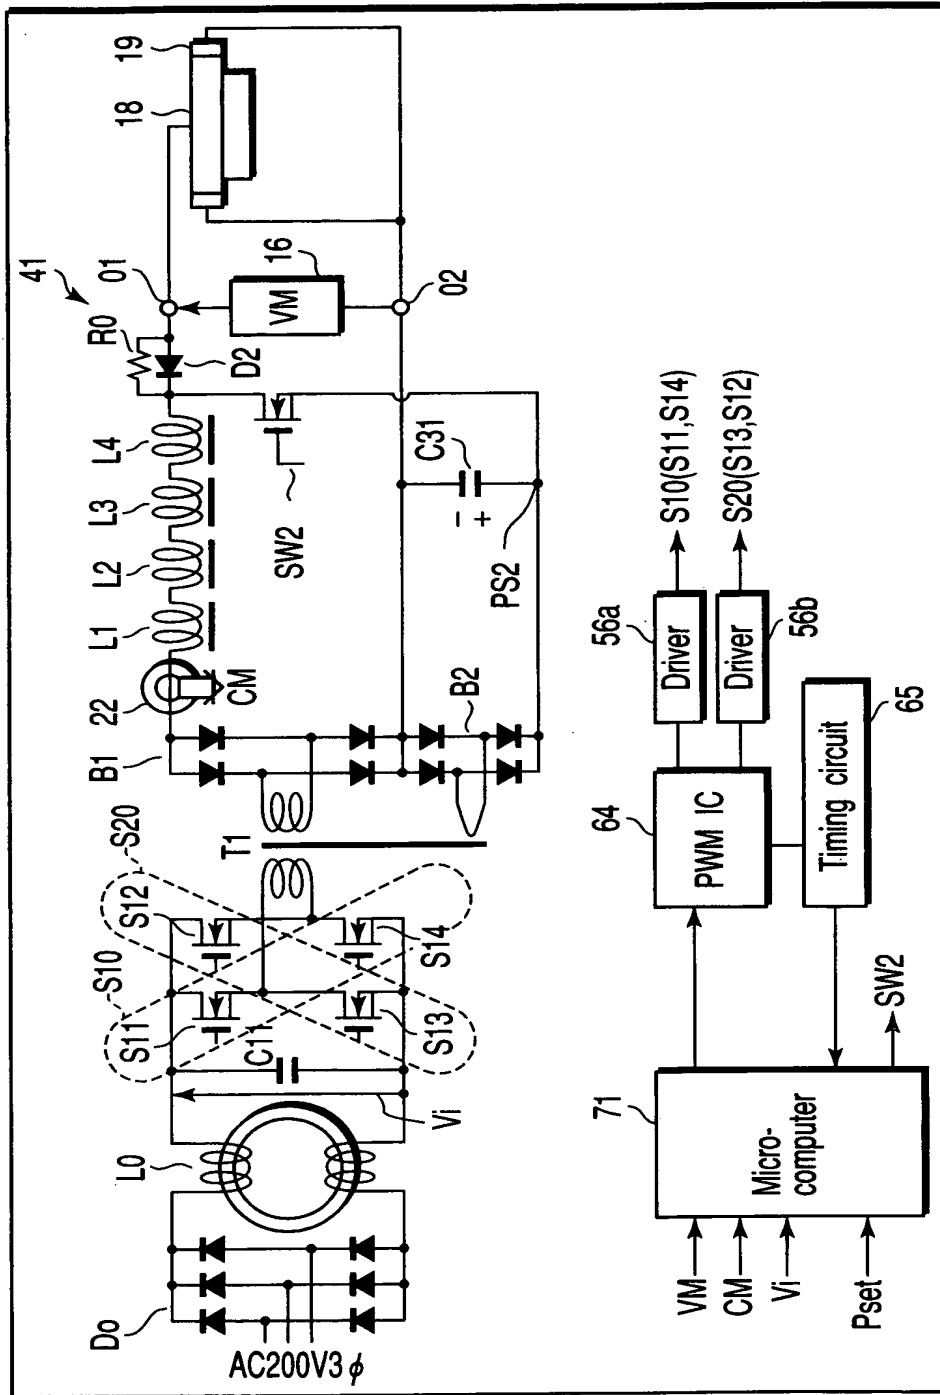 41
19
18
01
R0
16
VM
02
D2
L4
L3
L2
L1
C31
− +
SW2
PS2
22
CM
B1
B2
T1
S20
S12
S10
S11
S14
S13
C1
Vi
L0
Do
AC200V3 ϕ
S10(S11,S14)
S20(S13,S12)
56a
Driver
Driver
56b
64
PWM IC
Timing circuit
65
71
Micro-
computer
SW2
VM
CM
Vi
Pset